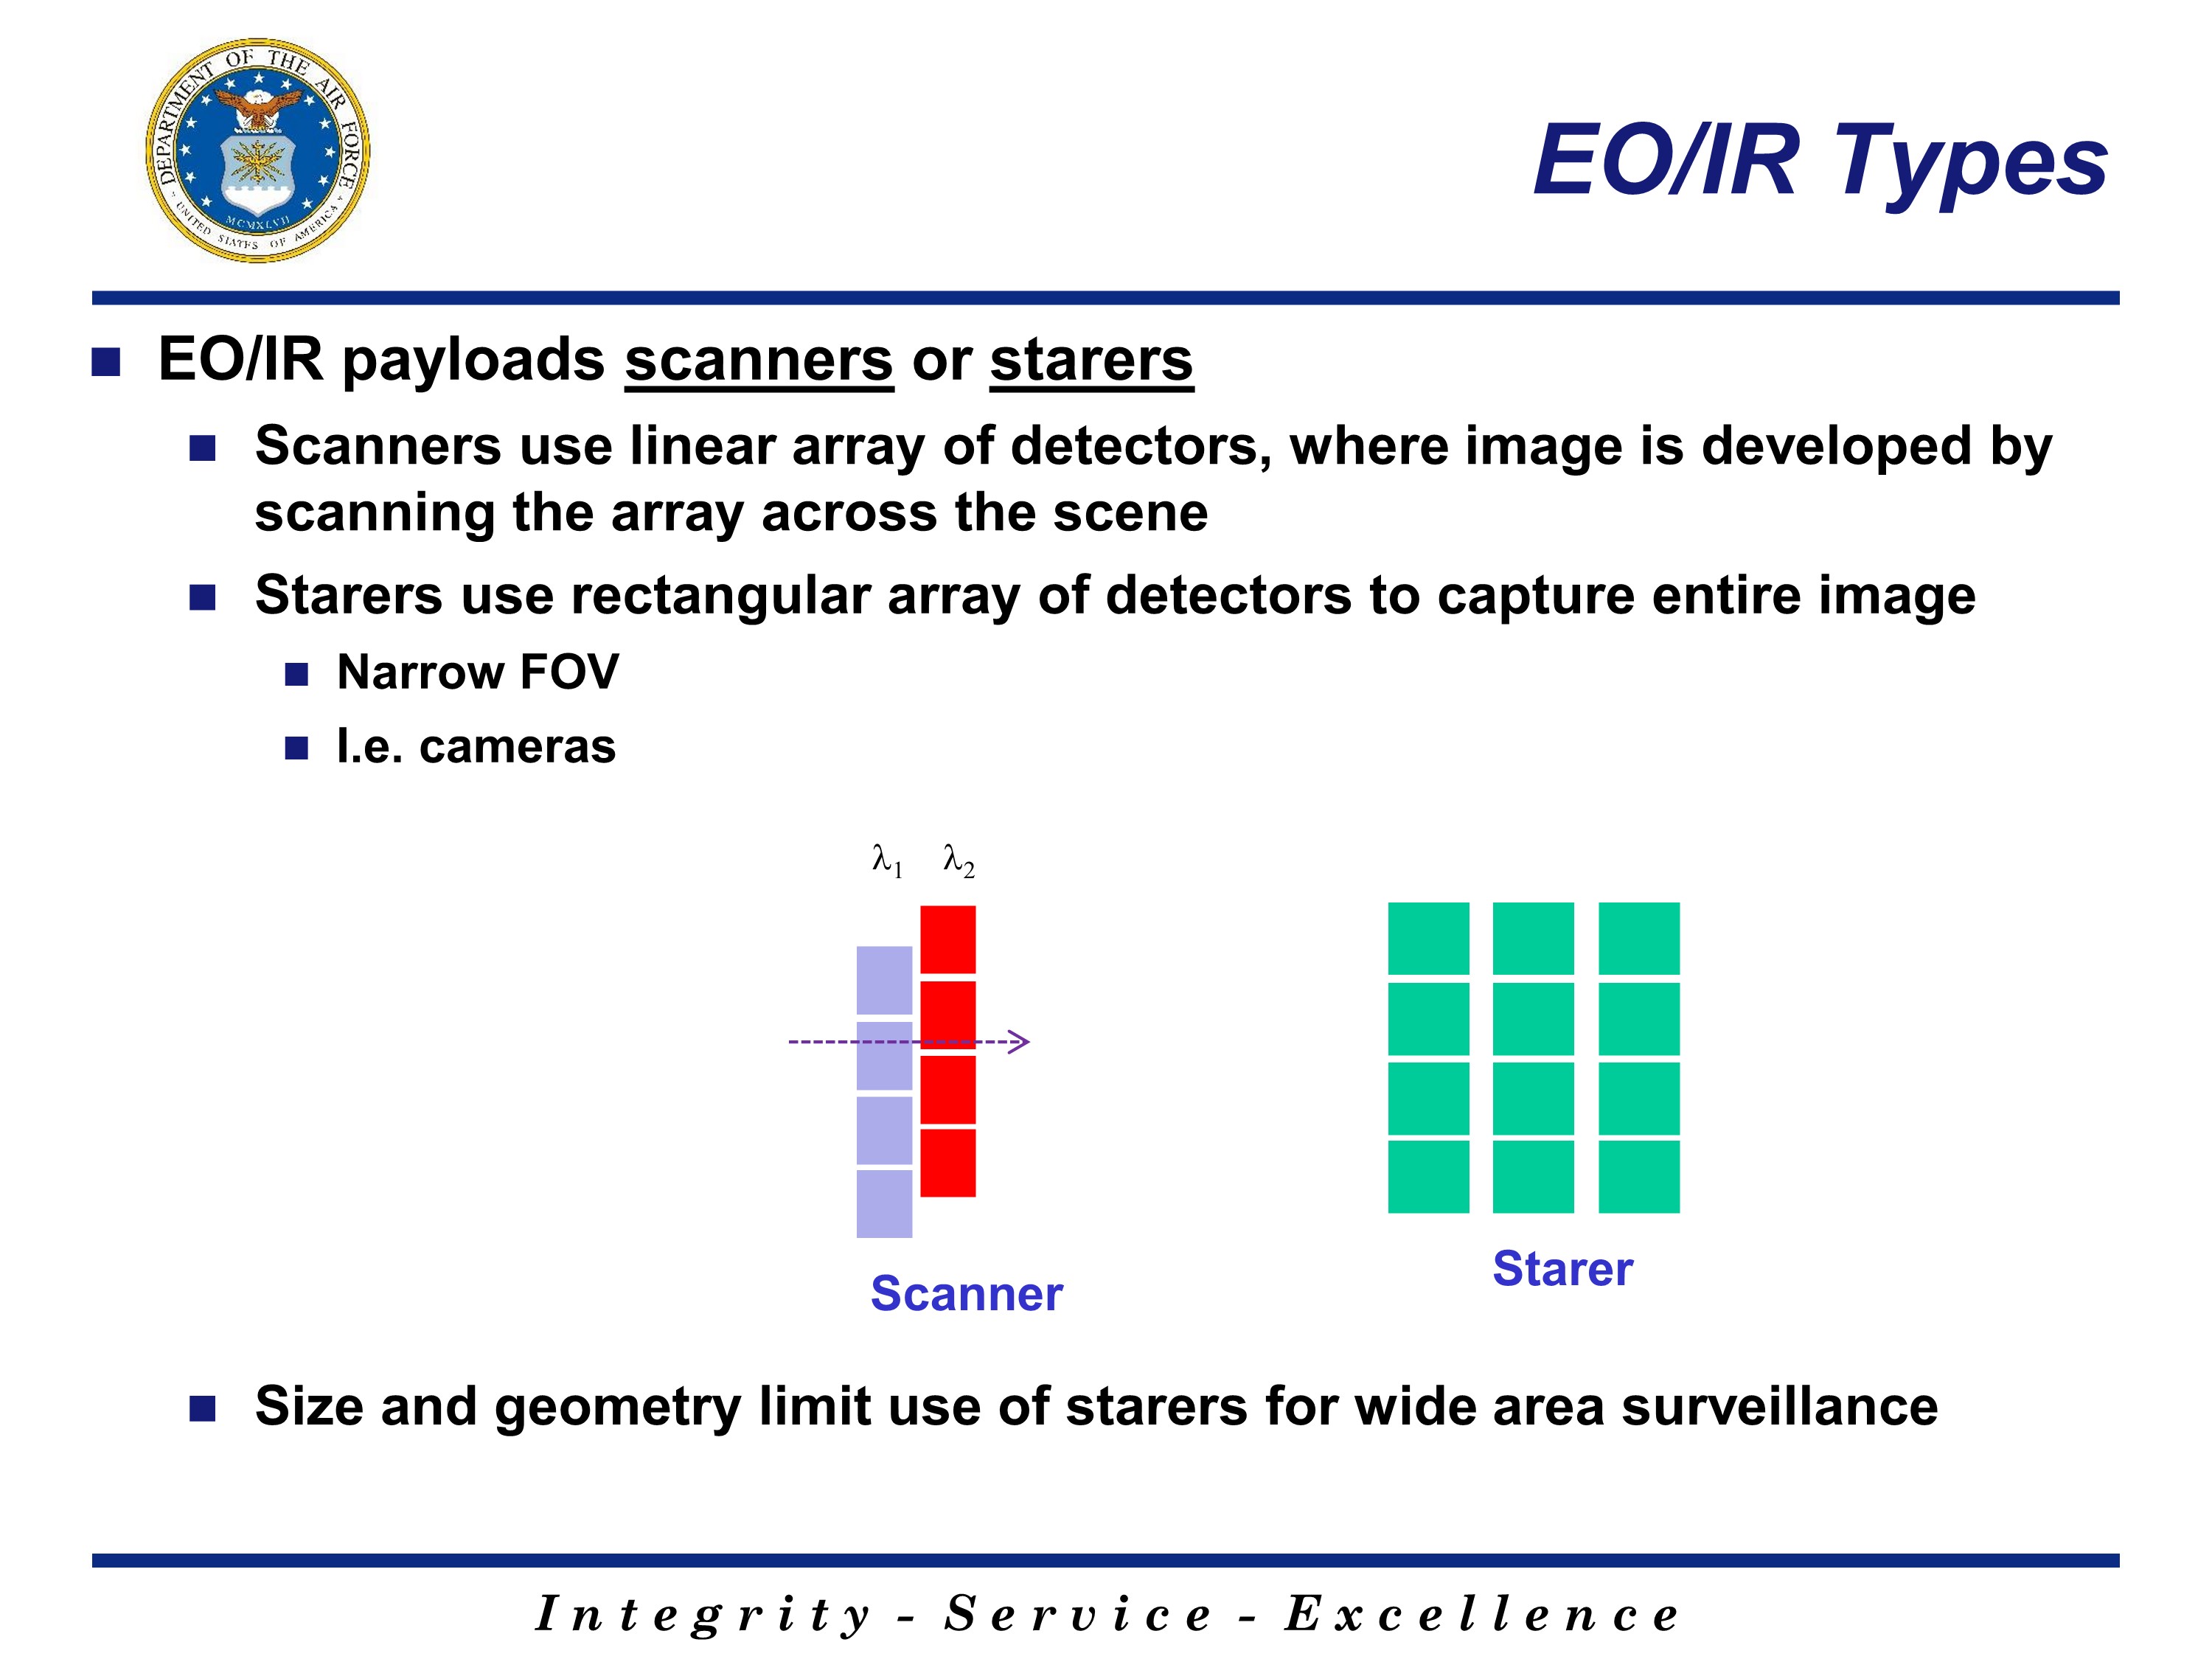 DEPARTMENT OF THE AIR FORCE
UNITED STATES OF AMERICA
MCMXLVII
EO/IR Types
EO/IR payloads scanners or starers
Scanners use linear array of detectors, where image is developed by
scanning the array across the scene
Starers use rectangular array of detectors to capture entire image
Narrow FOV
I.e. cameras
λ1 λ2
Scanner
Starer
Size and geometry limit use of starers for wide area surveillance
Integrity - Service - Excellence